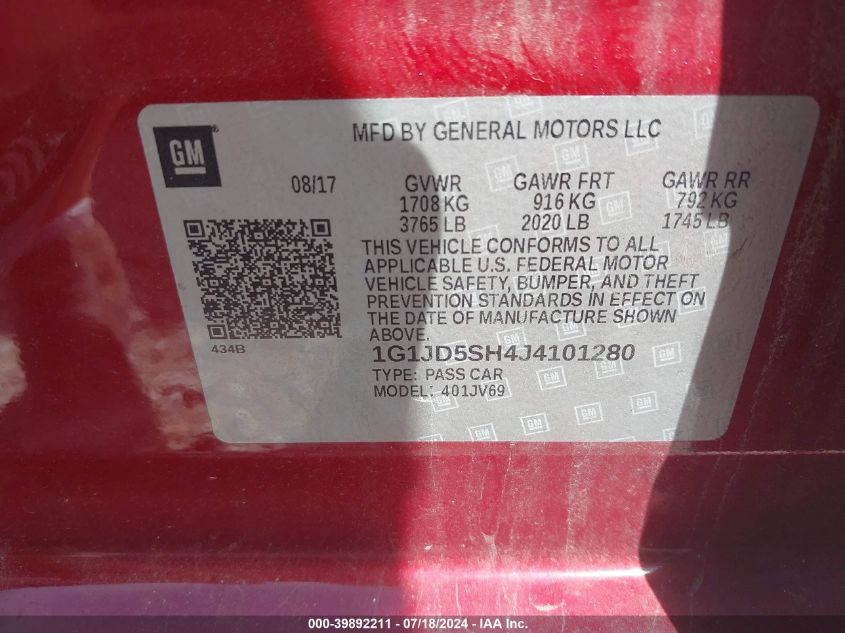 GM
MFD BY GENERAL MOTORS LLC
08/17 GVWR GAWR FRT GAWR RR
1708 KG 916 KG 792 KG
3765 LB 2020 LB 1745 LB
THIS VEHICLE CONFORMS TO ALL
APPLICABLE U.S. FEDERAL MOTOR
VEHICLE SAFETY, BUMPER, AND THEFT
PREVENTION STANDARDS IN EFFECT ON
THE DATE OF MANUFACTURE SHOWN
ABOVE.
434B
1G1JD5SH4J4101280
TYPE: PASS CAR
MODEL: 401JV69
000-39892211 - 07/18/2024 - IAAI.com